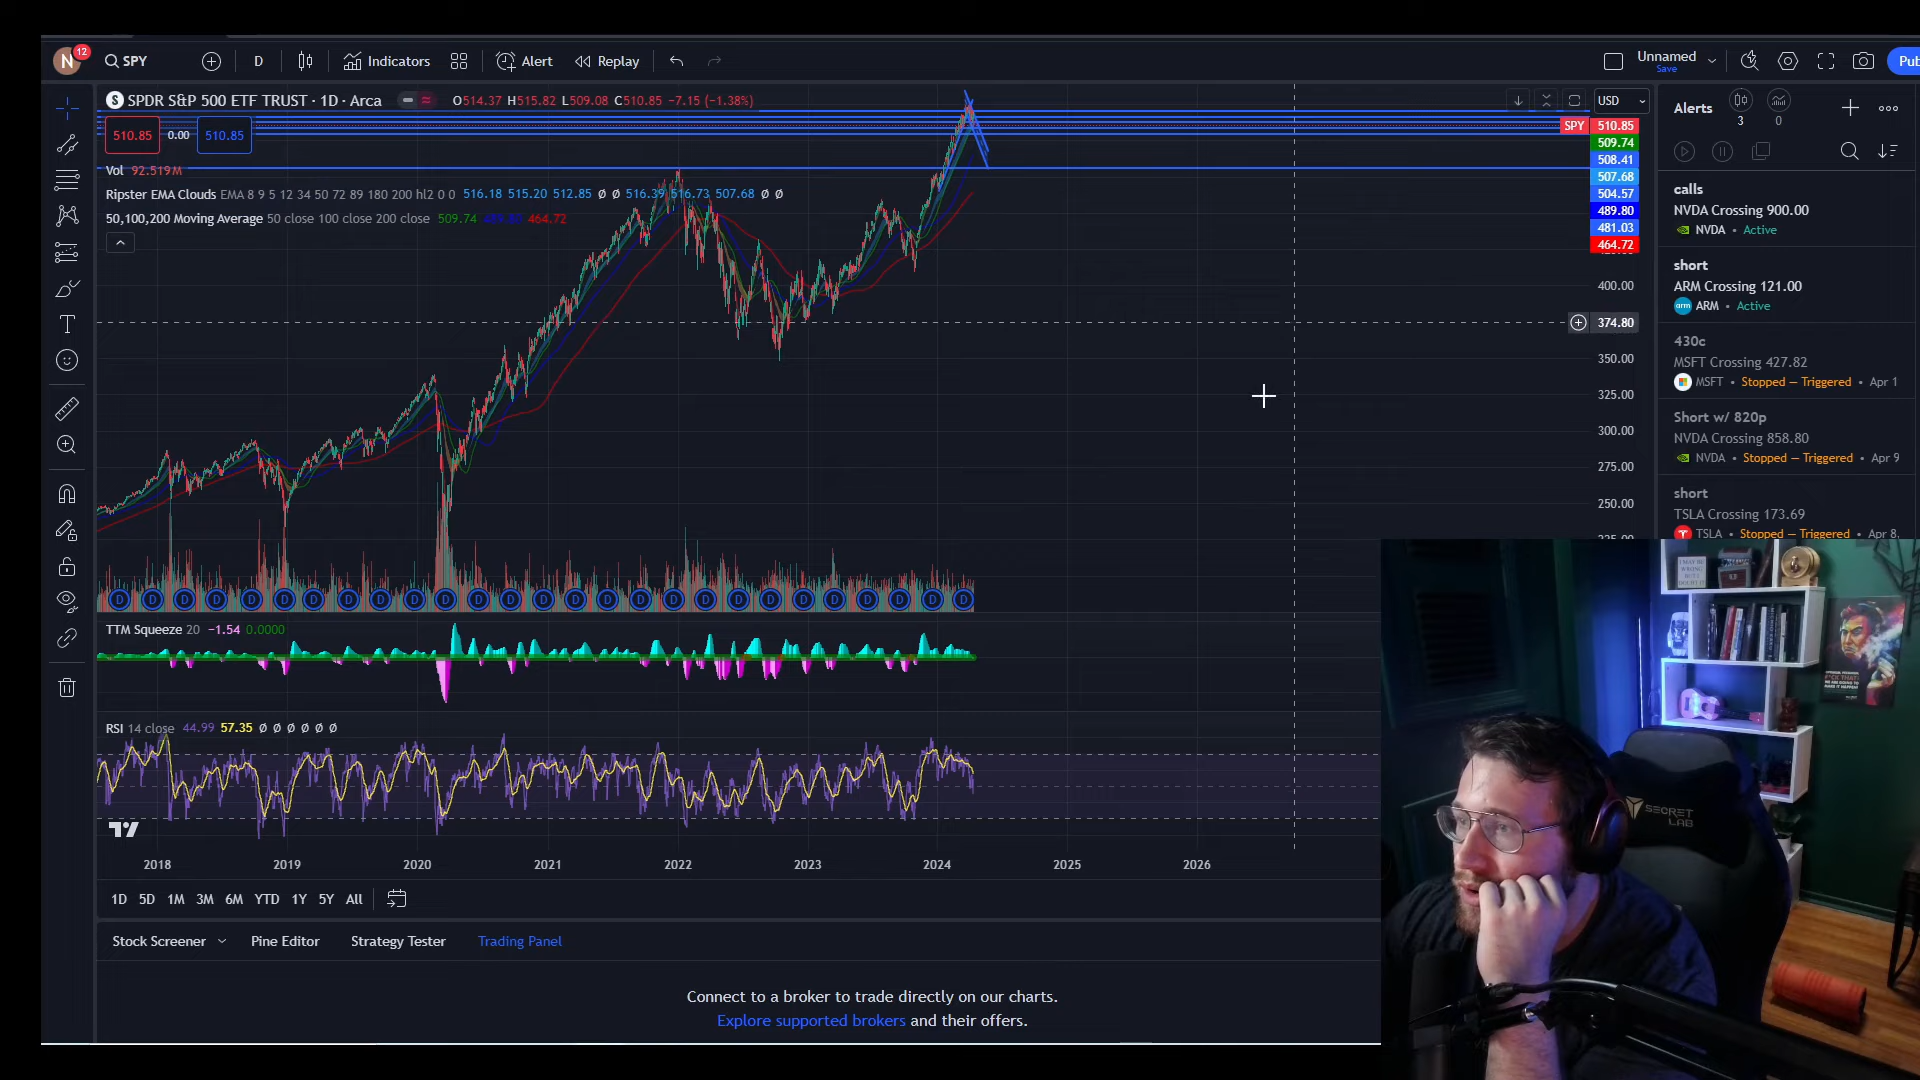 N 12 SPY D Indicators Alert Replay Unnamed Save Pub
SPDR S&P 500 ETF TRUST · 1D · Arca O514.37 H515.82 L509.08 C510.85 −7.15 (−1.38%)
510.85 0.00 510.85
Vol 92.519M
Ripster EMA Clouds EMA 8 9 5 12 34 50 72 89 180 200 hl2 0 0 516.18 515.20 512.85 ∅ ∅ 516.39 516.73 507.68 ∅ ∅
50,100,200 Moving Average 50 close 100 close 200 close 509.74 489.80 464.72
USD
SPY 510.85
509.74
508.41
507.68
504.57
489.80
481.03
464.72
400.00
374.80
350.00
325.00
300.00
275.00
250.00
D D D D D D D D D D D D D D D D D D D D D D D D D D D
TTM Squeeze 20 −1.54 0.0000
RSI 14 close 44.99 57.35 ∅ ∅ ∅ ∅ ∅ ∅
2018 2019 2020 2021 2022 2023 2024 2025 2026
1D 5D 1M 3M 6M YTD 1Y 5Y All
Stock Screener Pine Editor Strategy Tester Trading Panel
Connect to a broker to trade directly on our charts.
Explore supported brokers and their offers.
Alerts 3 0
calls
NVDA Crossing 900.00
NVDA • Active
short
ARM Crossing 121.00
arm ARM • Active
430c
MSFT Crossing 427.82
MSFT • Stopped — Triggered • Apr 1
Short w/ 820p
NVDA Crossing 858.80
NVDA • Stopped — Triggered • Apr 9
short
TSLA Crossing 173.69
TSLA • Stopped — Triggered • Apr 8,
SECRET
LAB